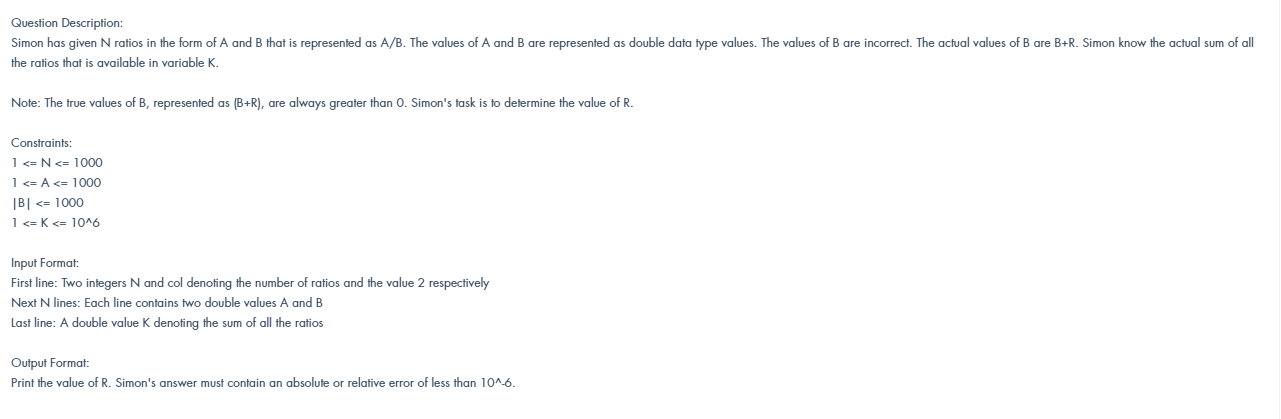 Question Description:
Simon has given N ratios in the form of A and B that is represented as A/B. The values of A and B are represented as double data type values. The values of B are incorrect. The actual values of B are B+R. Simon know the actual sum of all
the ratios that is available in variable K.
Note: The true values of B, represented as (B+R), are always greater than 0. Simon's task is to determine the value of R.
Constraints:
1 <= N <= 1000
1 <= A <= 1000
|B| <= 1000
1 <= K <= 10^6
Input Format:
First line: Two integers N and col denoting the number of ratios and the value 2 respectively
Next N lines: Each line contains two double values A and B
Last line: A double value K denoting the sum of all the ratios
Output Format:
Print the value of R. Simon's answer must contain an absolute or relative error of less than 10^-6.